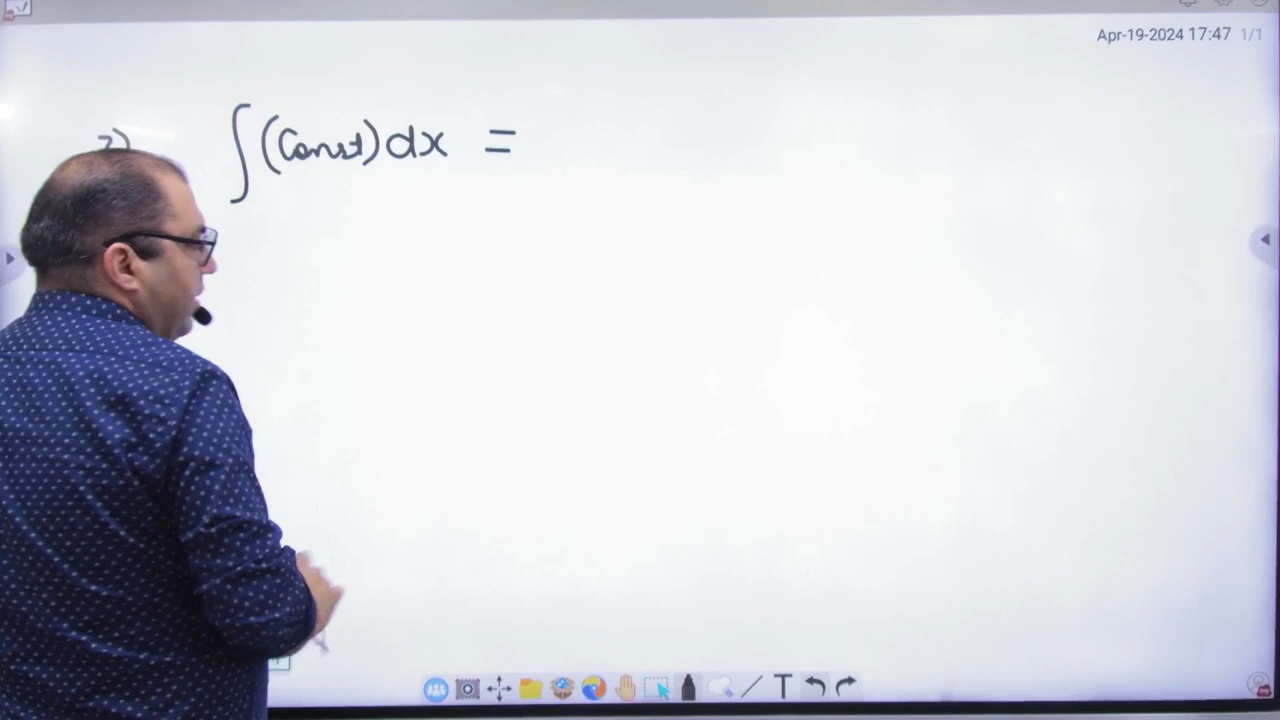 Apr-19-2024 17:47 1/1
∫(Const)dx =
T